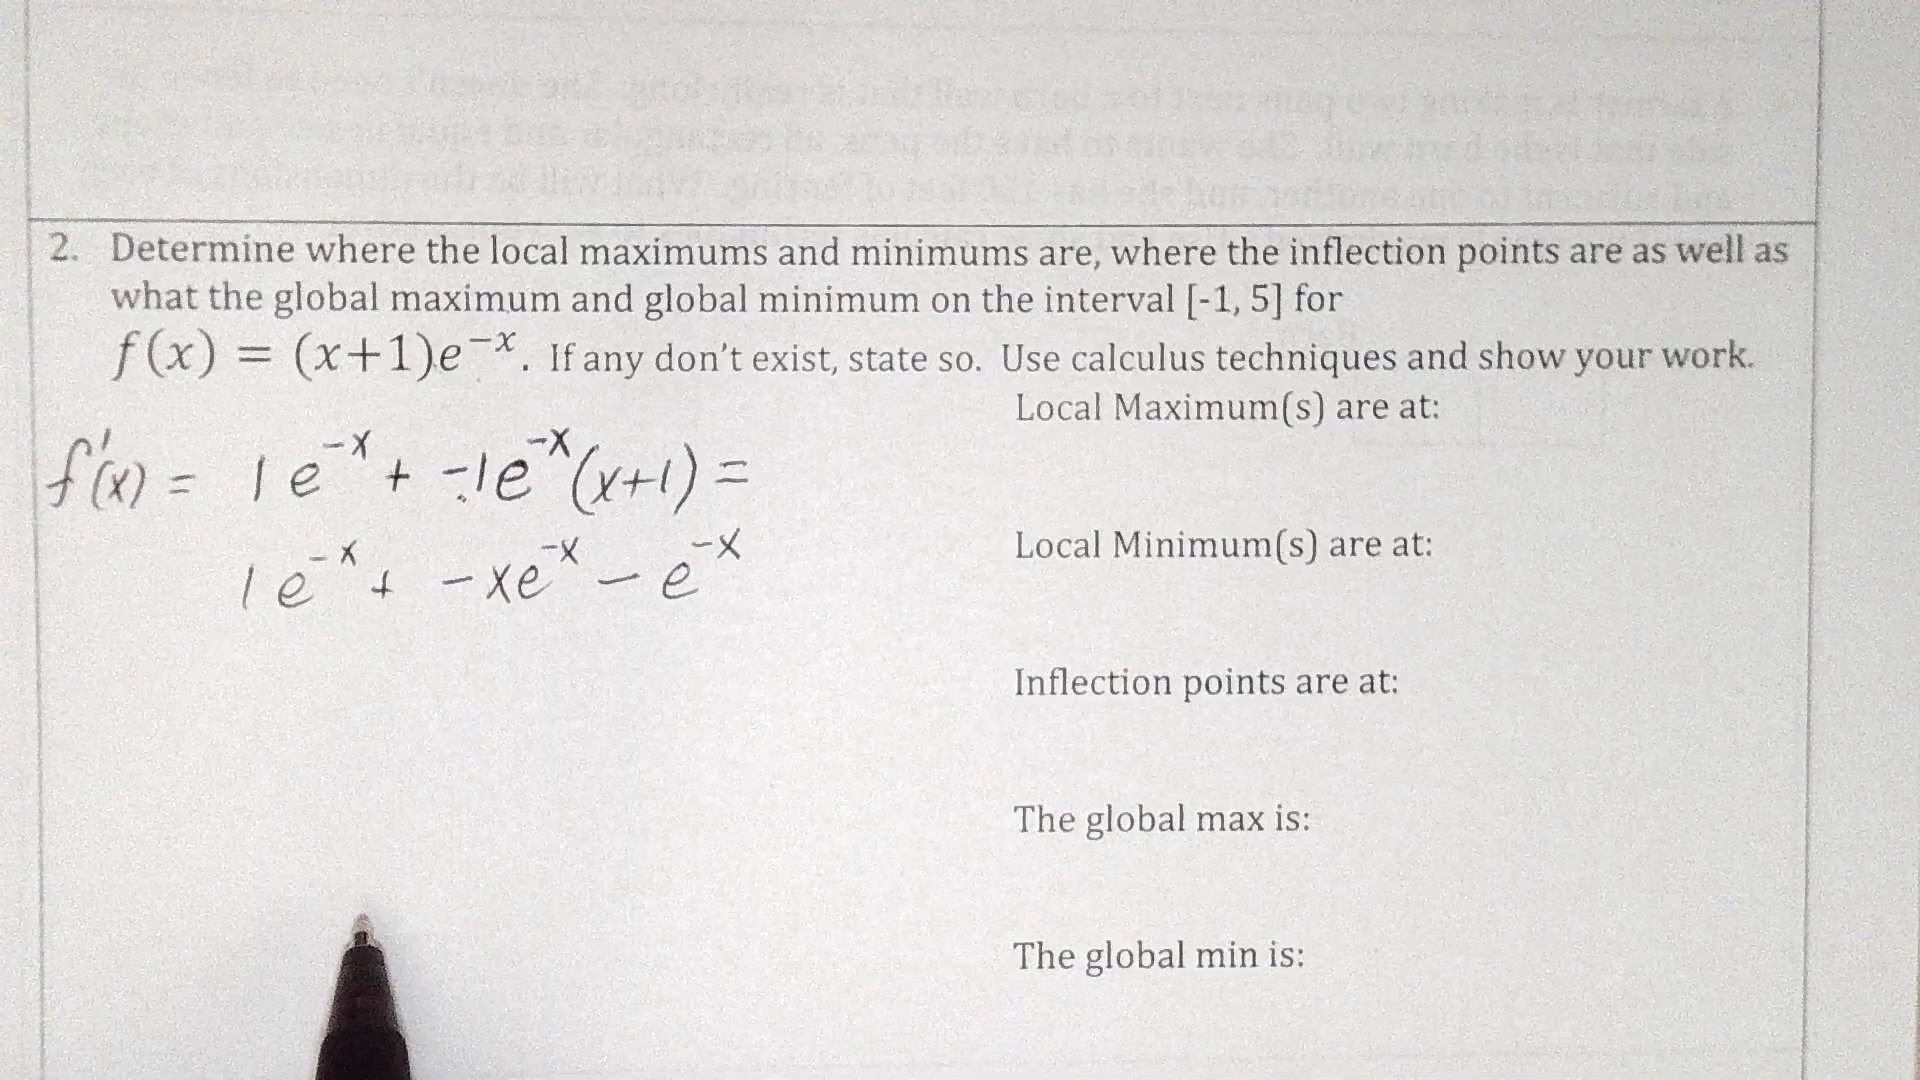 2. Determine where the local maximums and minimums are, where the inflection points are as well as
what the global maximum and global minimum on the interval [-1, 5] for
f(x) = (x+1)e^{-x}. If any don't exist, state so. Use calculus techniques and show your work.
Local Maximum(s) are at:
f'(x) = 1e^{-x} + -1e^{-x}(x+1) =
1e^{-x} + -xe^{-x} - e^{-x}
Local Minimum(s) are at:
Inflection points are at:
The global max is:
The global min is: